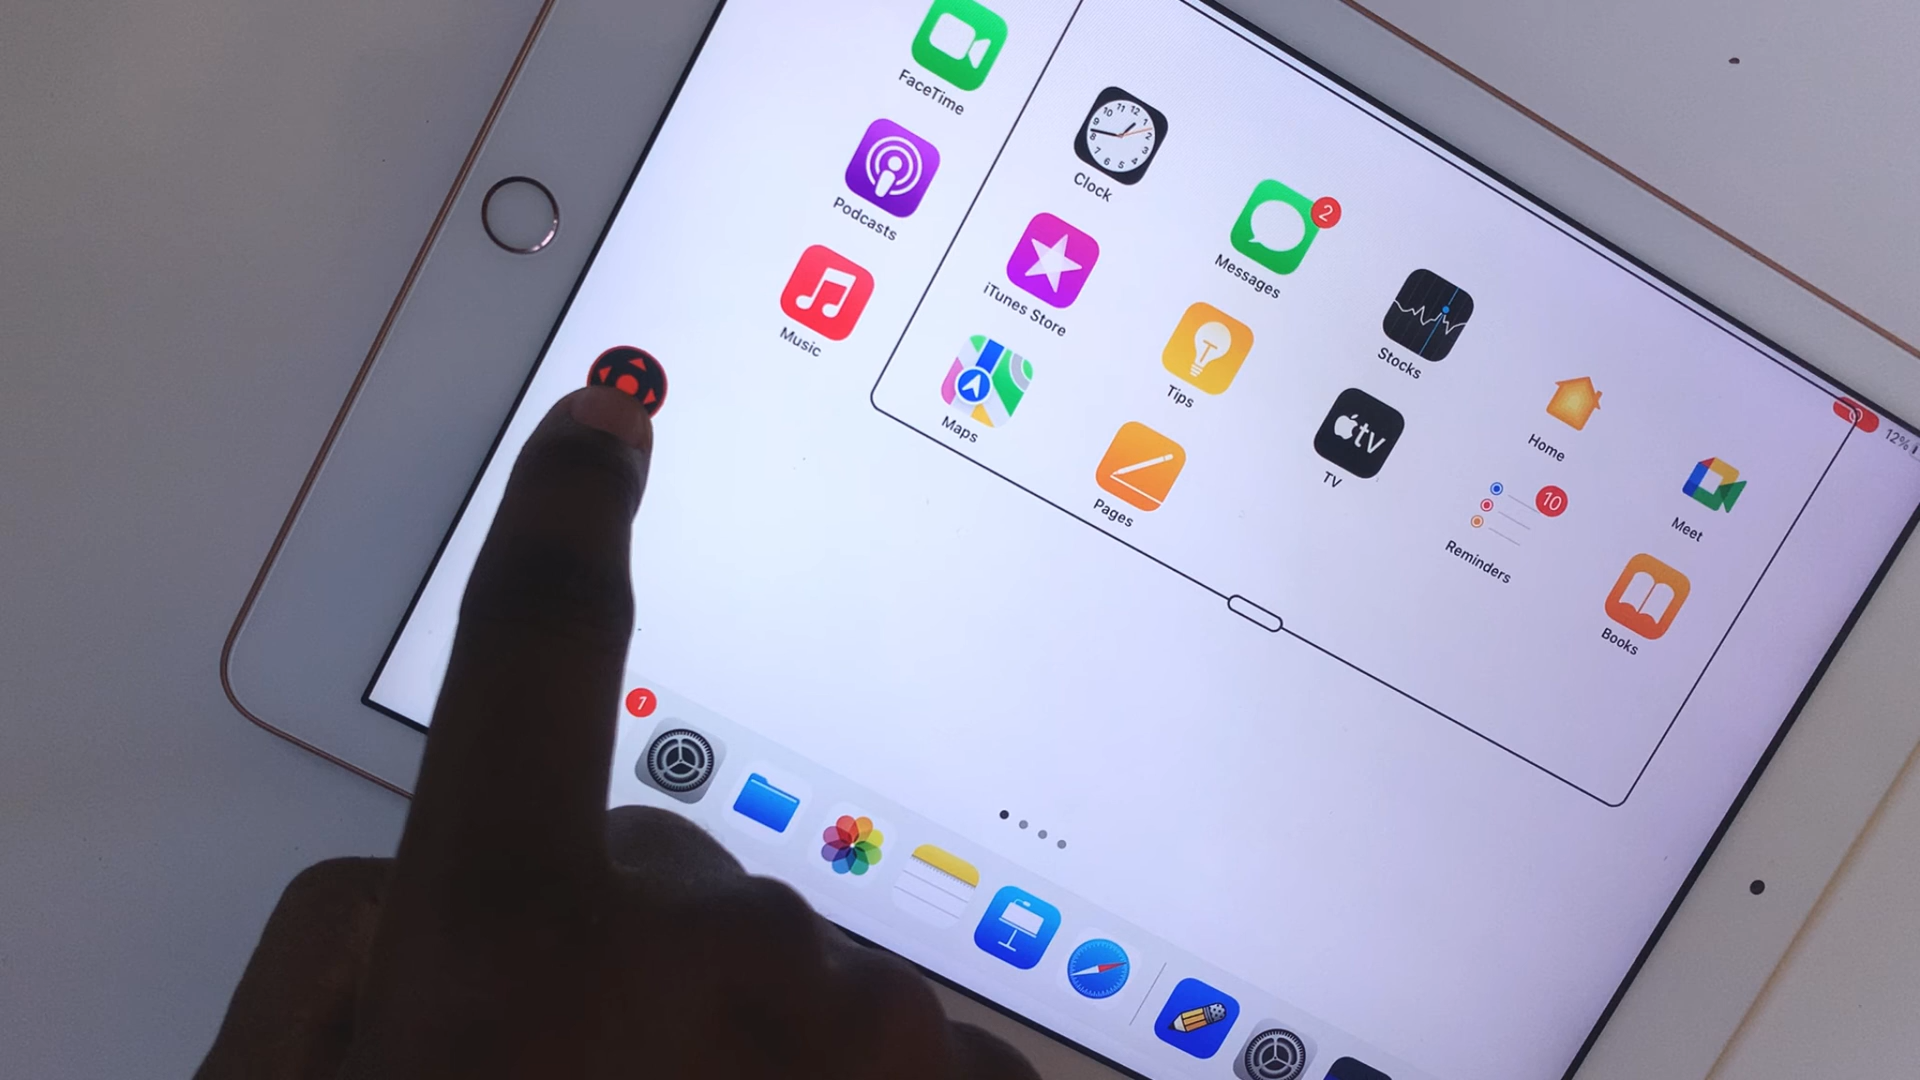 FaceTime
Clock
Messages
2
Stocks
Home
Meet
12%
Podcasts
iTunes Store
Tips
tv
TV
10
Reminders
Books
Music
Maps
Pages
1